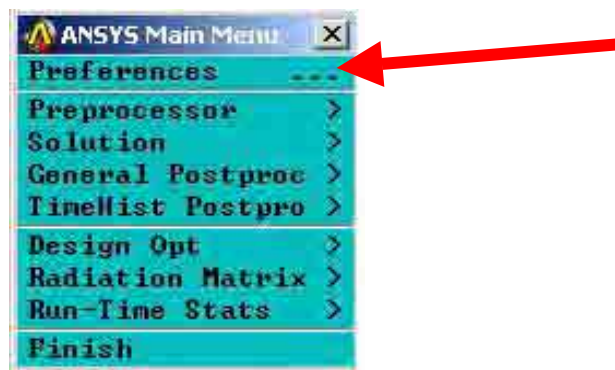 ANSYS Main Menu
Preferences ...
Preprocessor >
Solution >
General Postproc >
TimeHist Postpro >
Design Opt >
Radiation Matrix >
Run-Time Stats >
Finish